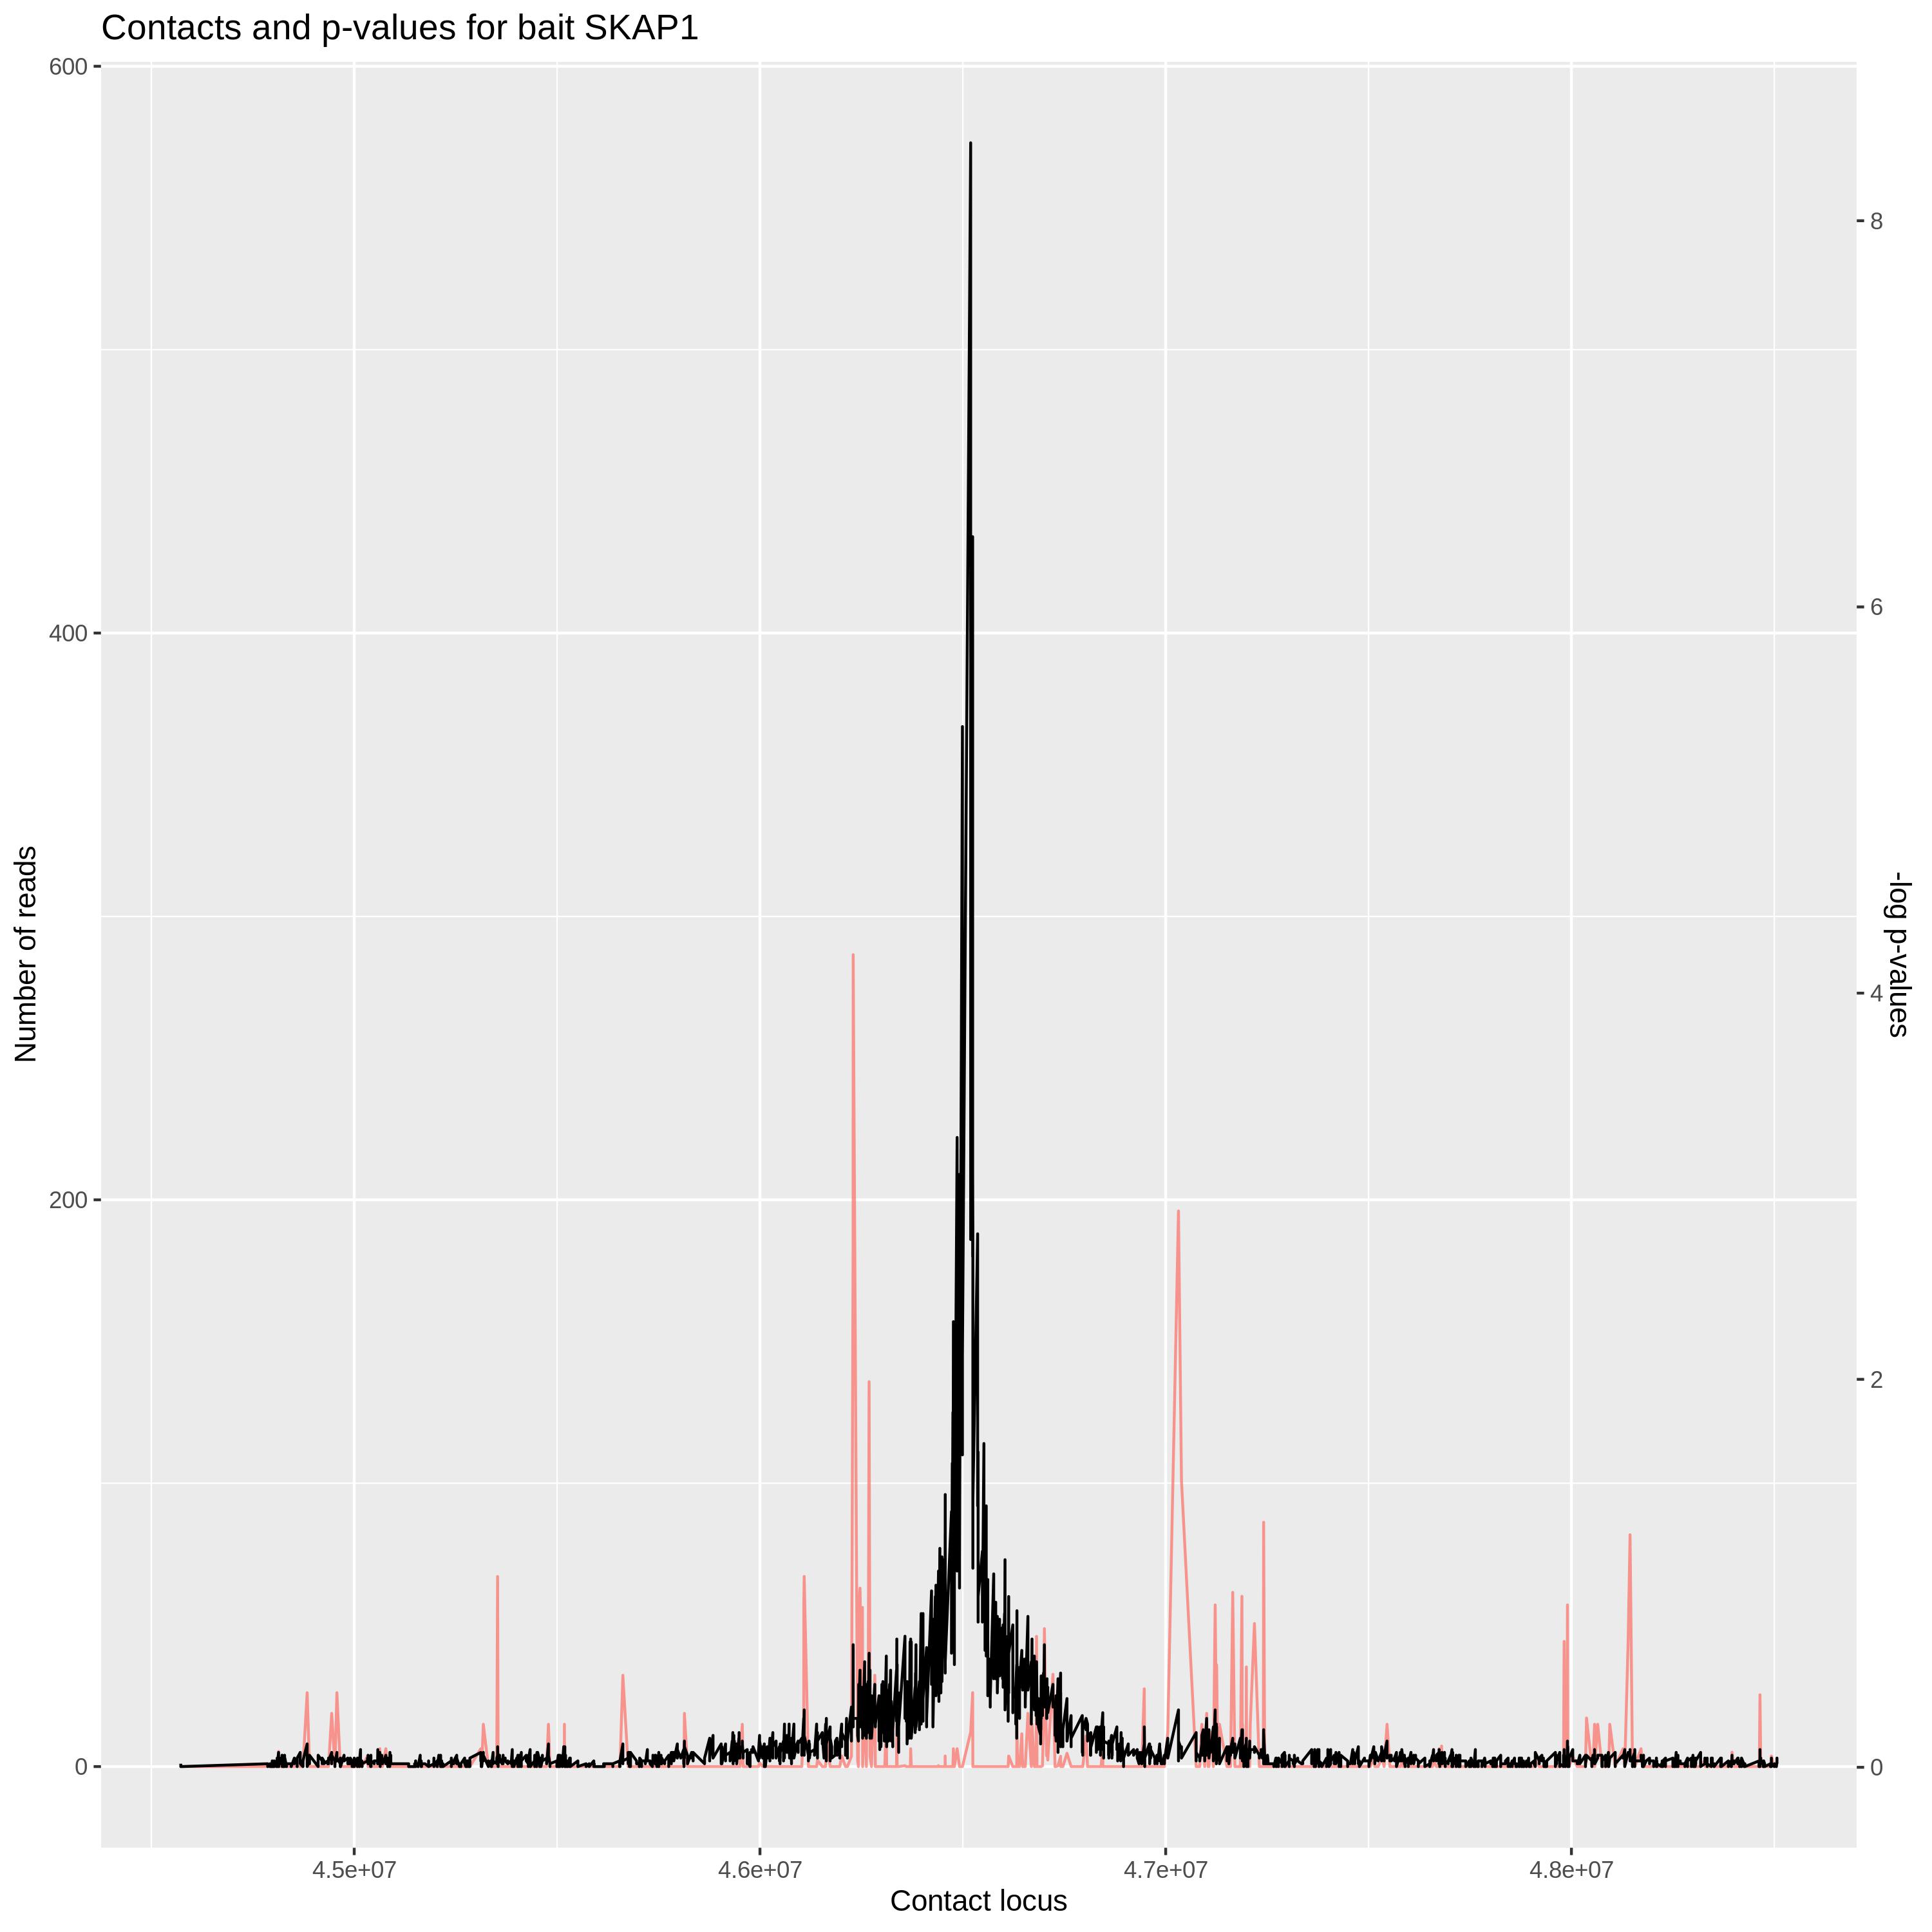 Contacts and p-values for bait SKAP1
600
400
200
0
Number of reads
8
6
4
2
0
-log p-values
4.5e+07
4.6e+07
4.7e+07
4.8e+07
Contact locus